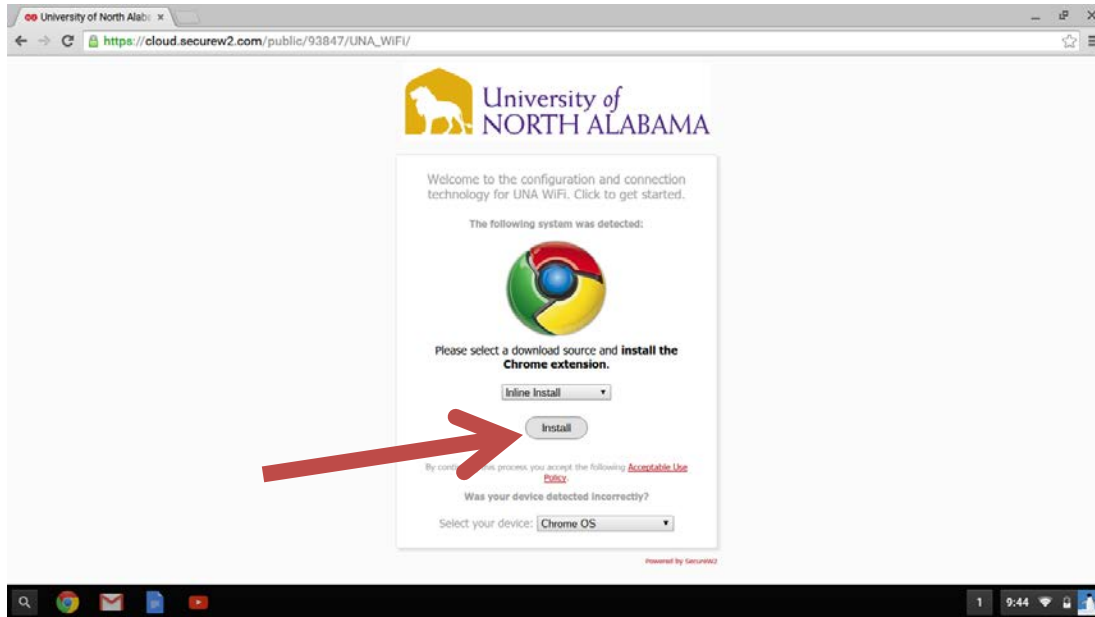 University of North Alab
https://cloud.securew2.com/public/93847/UNA_WiFi/
University of
NORTH ALABAMA
Welcome to the configuration and connection
technology for UNA WiFi. Click to get started.
The following system was detected:
Please select a download source and install the
Chrome extension.
Inline Install
Install
By process you accept the following Acceptable Use
Policy.
Was your device detected incorrectly?
Select your device: Chrome OS
Powered by SecureW2
1 9:44